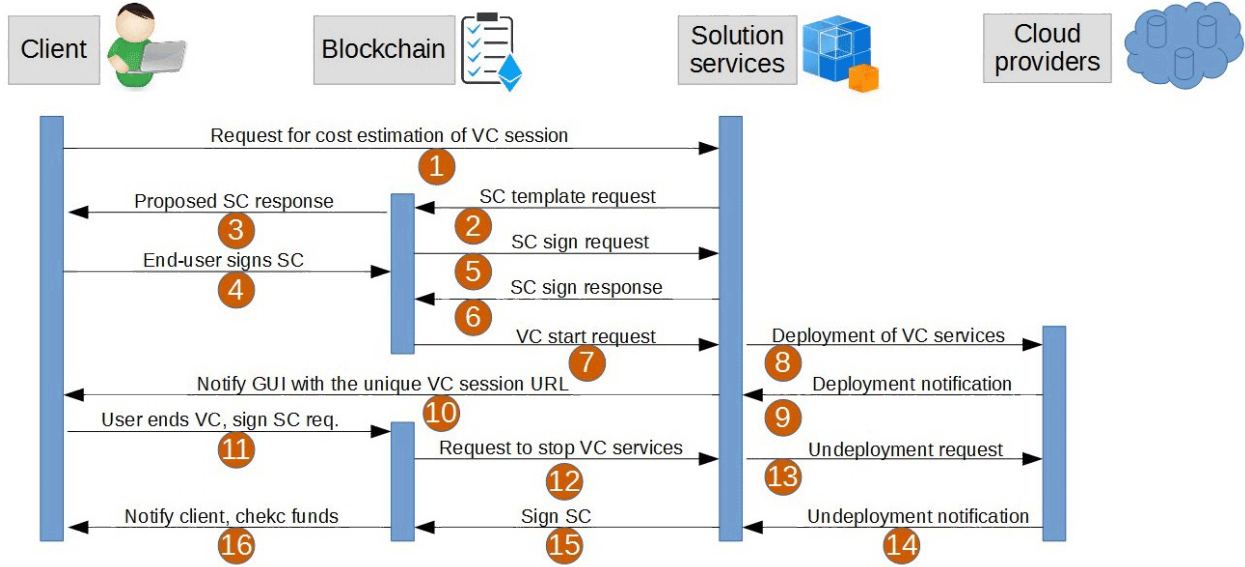 Client
Blockchain
Solution
services
Cloud
providers
Request for cost estimation of VC session
1
Proposed SC response
3
SC template request
2
SC sign request
5
End-user signs SC
4
SC sign response
6
VC start request
7
Deployment of VC services
8
Notify GUI with the unique VC session URL
10
Deployment notification
9
User ends VC, sign SC req.
11
Request to stop VC services
12
Undeployment request
13
Notify client, chekc funds
16
Sign SC
15
Undeployment notification
14